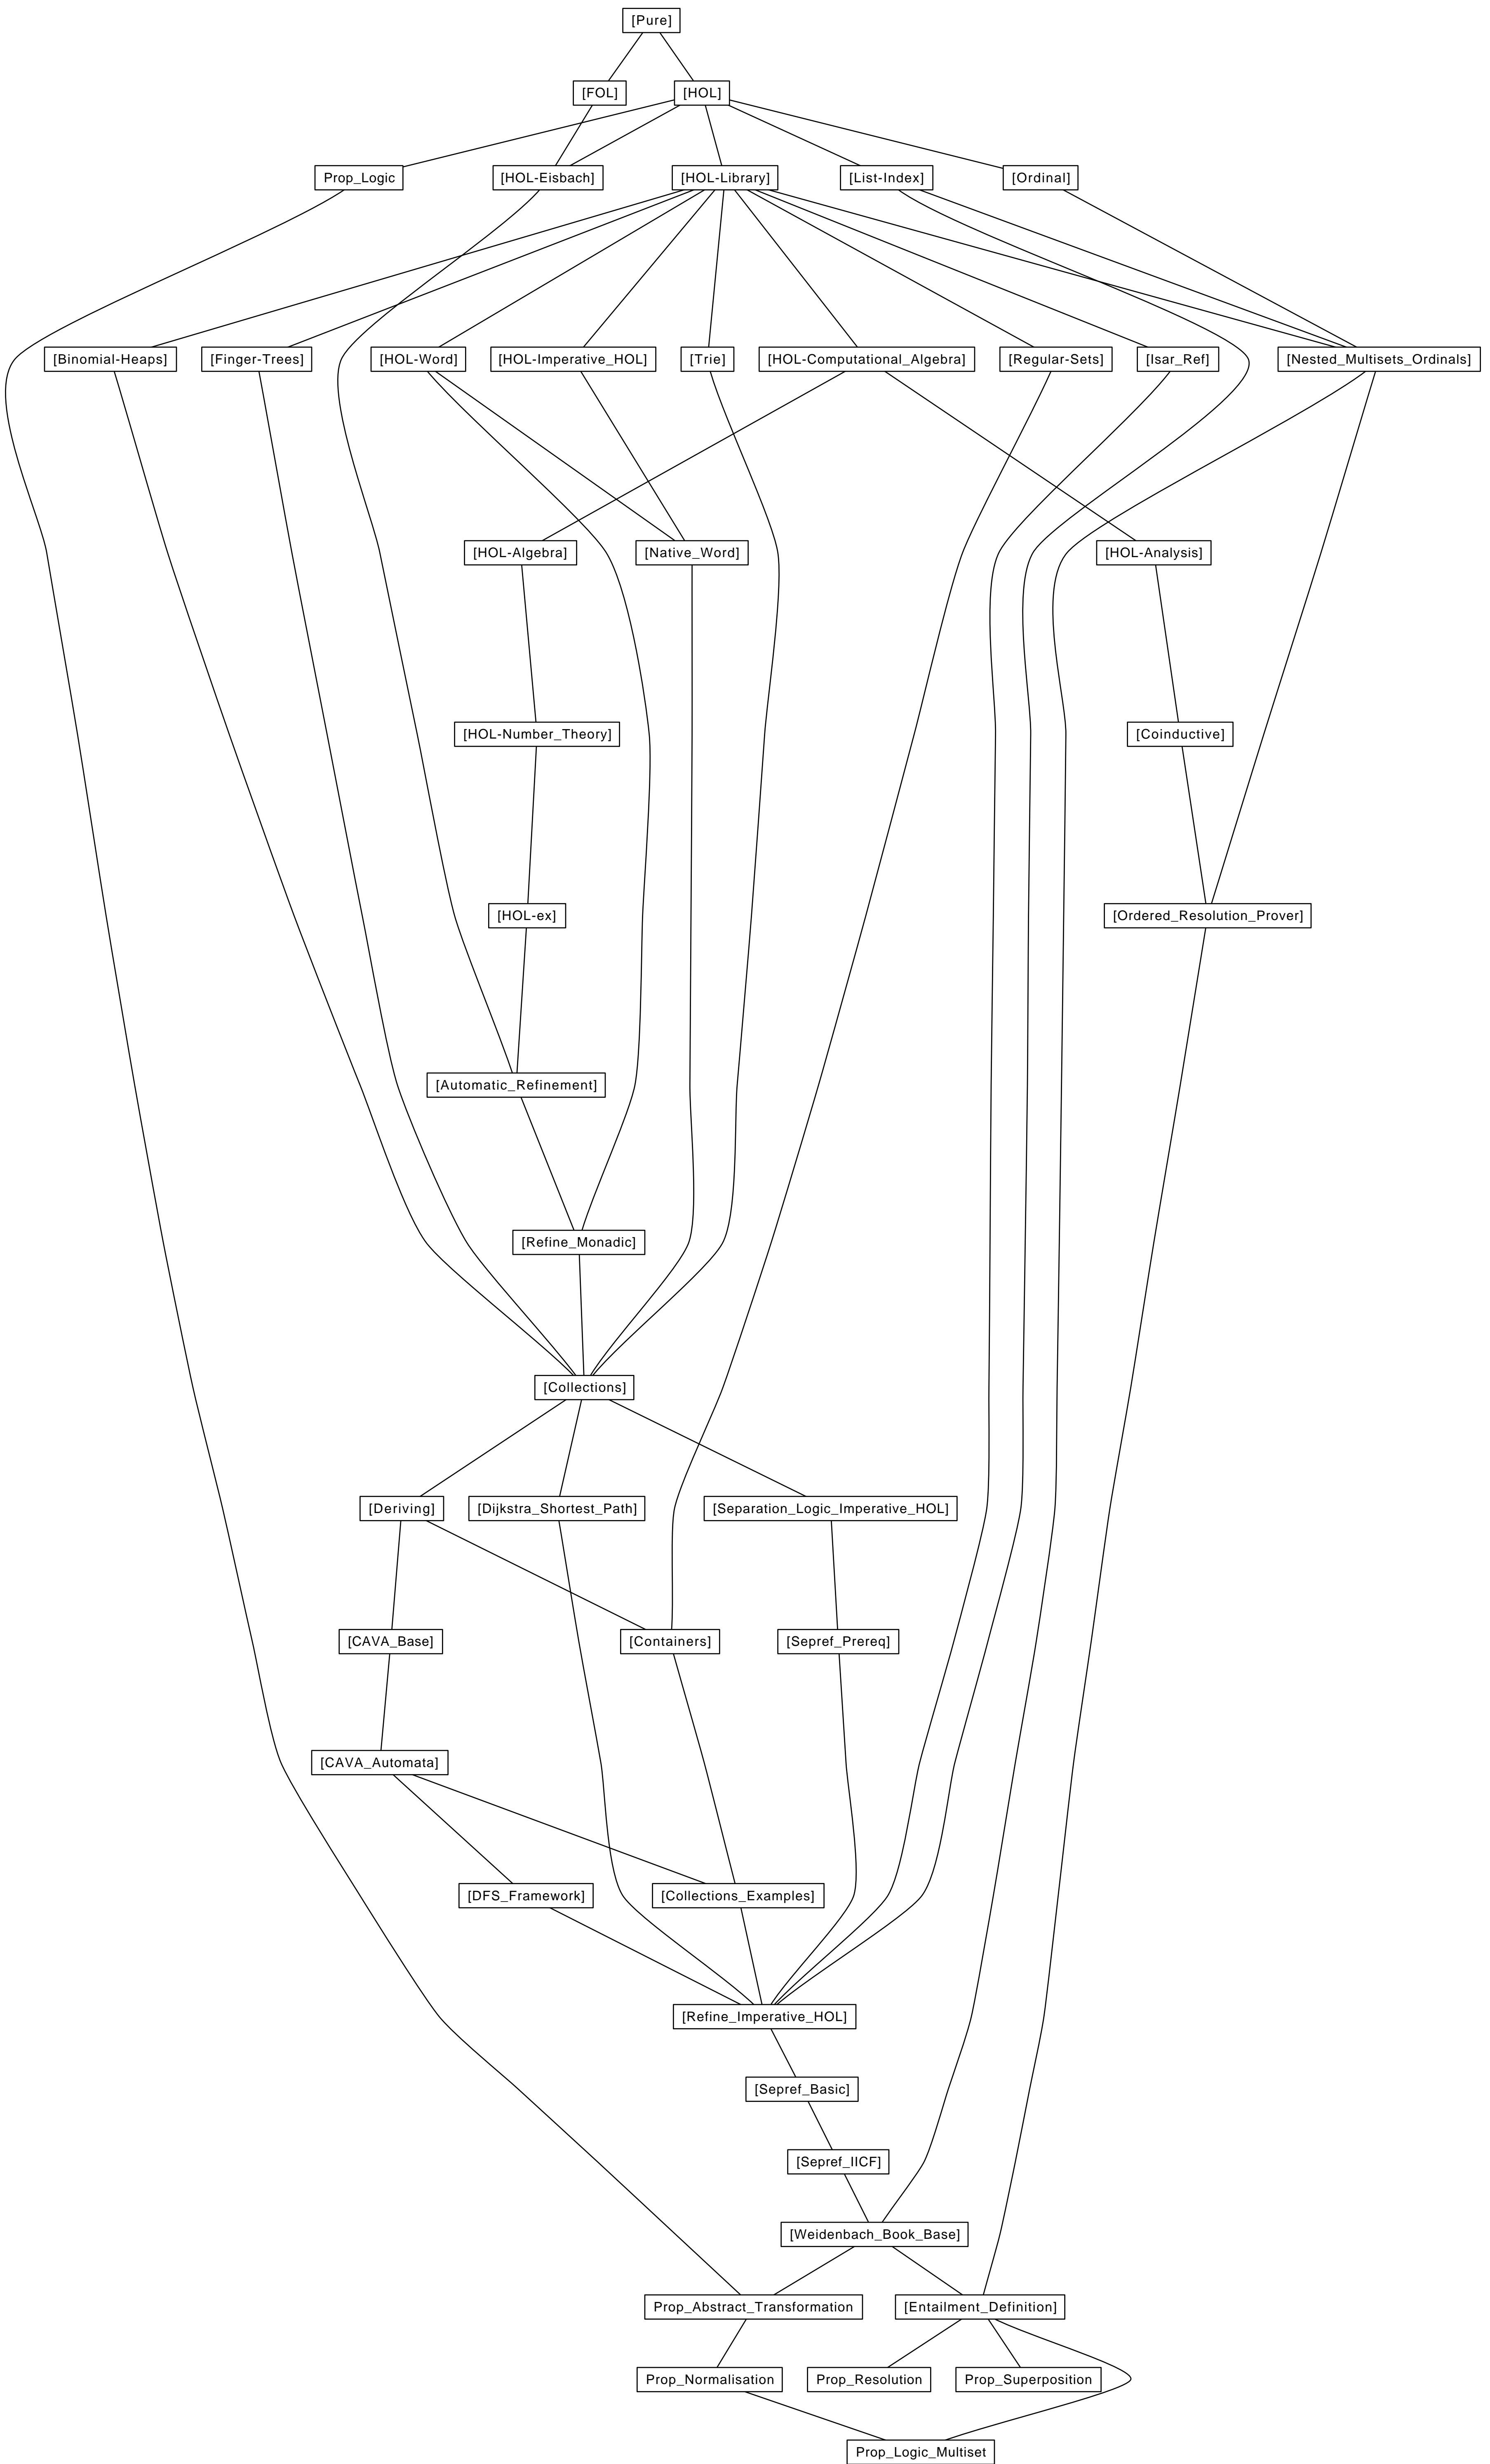 [Pure]
[FOL]
[HOL]
Prop_Logic
[HOL-Eisbach]
[HOL-Library]
[List-Index]
[Ordinal]
[Binomial-Heaps]
[Finger-Trees]
[HOL-Word]
[HOL-Imperative_HOL]
[Trie]
[HOL-Computational_Algebra]
[Regular-Sets]
[Isar_Ref]
[Nested_Multisets_Ordinals]
[HOL-Algebra]
[Native_Word]
[HOL-Analysis]
[HOL-Number_Theory]
[Coinductive]
[HOL-ex]
[Ordered_Resolution_Prover]
[Automatic_Refinement]
[Refine_Monadic]
[Collections]
[Deriving]
[Dijkstra_Shortest_Path]
[Separation_Logic_Imperative_HOL]
[CAVA_Base]
[Containers]
[Sepref_Prereq]
[CAVA_Automata]
[DFS_Framework]
[Collections_Examples]
[Refine_Imperative_HOL]
[Sepref_Basic]
[Sepref_IICF]
[Weidenbach_Book_Base]
Prop_Abstract_Transformation
[Entailment_Definition]
Prop_Normalisation
Prop_Resolution
Prop_Superposition
Prop_Logic_Multiset